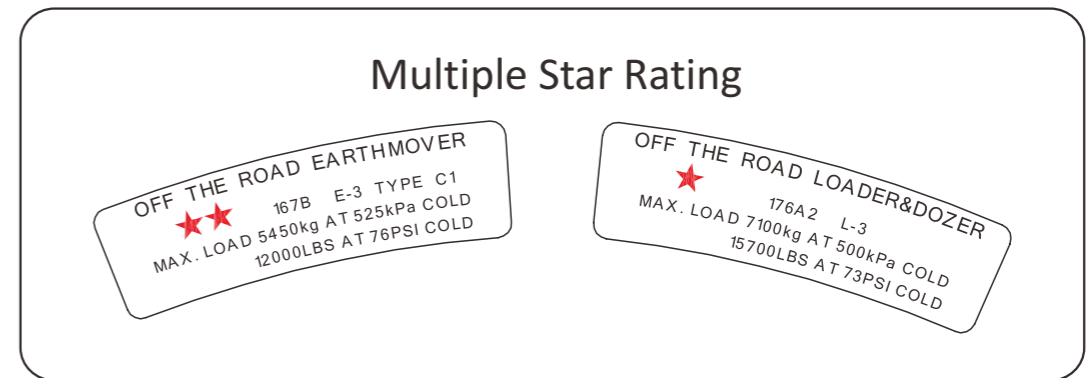 Multiple Star Rating
OFF THE ROAD EARTHMOVER
167B E-3 TYPE C1
MAX. LOAD 5450kg AT 525kPa COLD
12000LBS AT 76PSI COLD
OFF THE ROAD LOADER&DOZER
176A2 L-3
MAX. LOAD 7100kg AT 500kPa COLD
15700LBS AT 73PSI COLD